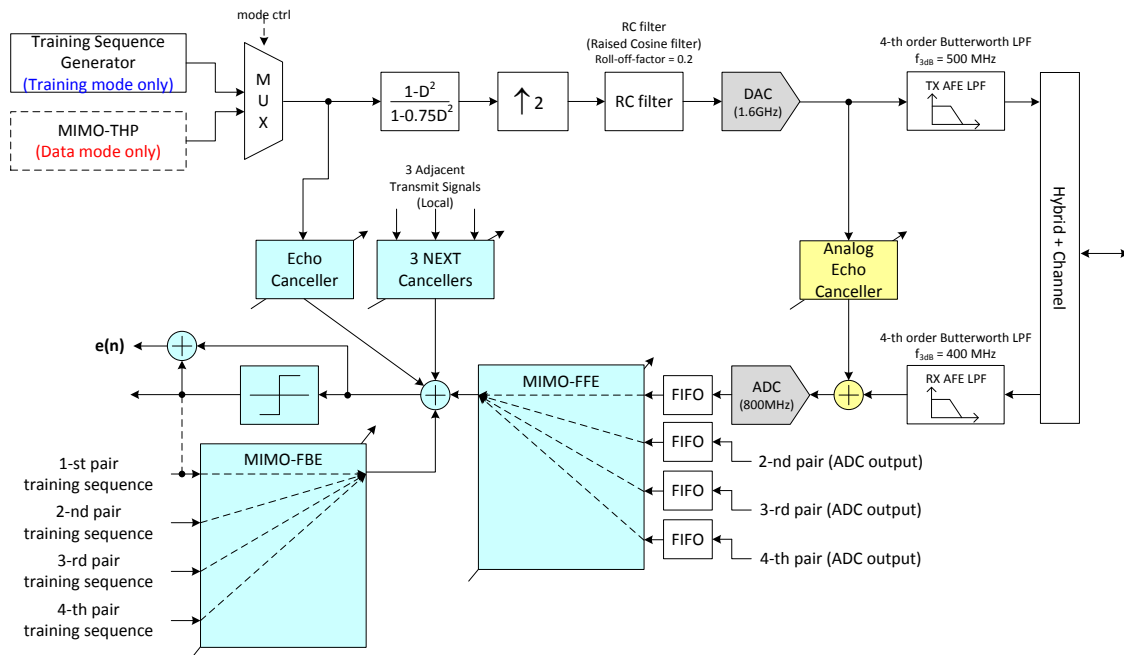 mode ctrl
Training Sequence
Generator
(Training mode only)
MIMO-THP
(Data mode only)
M
U
X
1-D²
1-0.75D²
↑ 2
RC filter
(Raised Cosine filter)
Roll-off-factor = 0.2
RC filter
DAC
(1.6GHz)
4-th order Butterworth LPF
f3dB = 500 MHz
TX AFE LPF
Hybrid + Channel
3 Adjacent
Transmit Signals
(Local)
Echo
Canceller
3 NEXT
Cancellers
Analog
Echo
Canceller
e(n)
4-th order Butterworth LPF
f3dB = 400 MHz
RX AFE LPF
MIMO-FFE
FIFO
ADC
(800MHz)
FIFO
2-nd pair (ADC output)
FIFO
3-rd pair (ADC output)
FIFO
4-th pair (ADC output)
MIMO-FBE
1-st pair
training sequence
2-nd pair
training sequence
3-rd pair
training sequence
4-th pair
training sequence